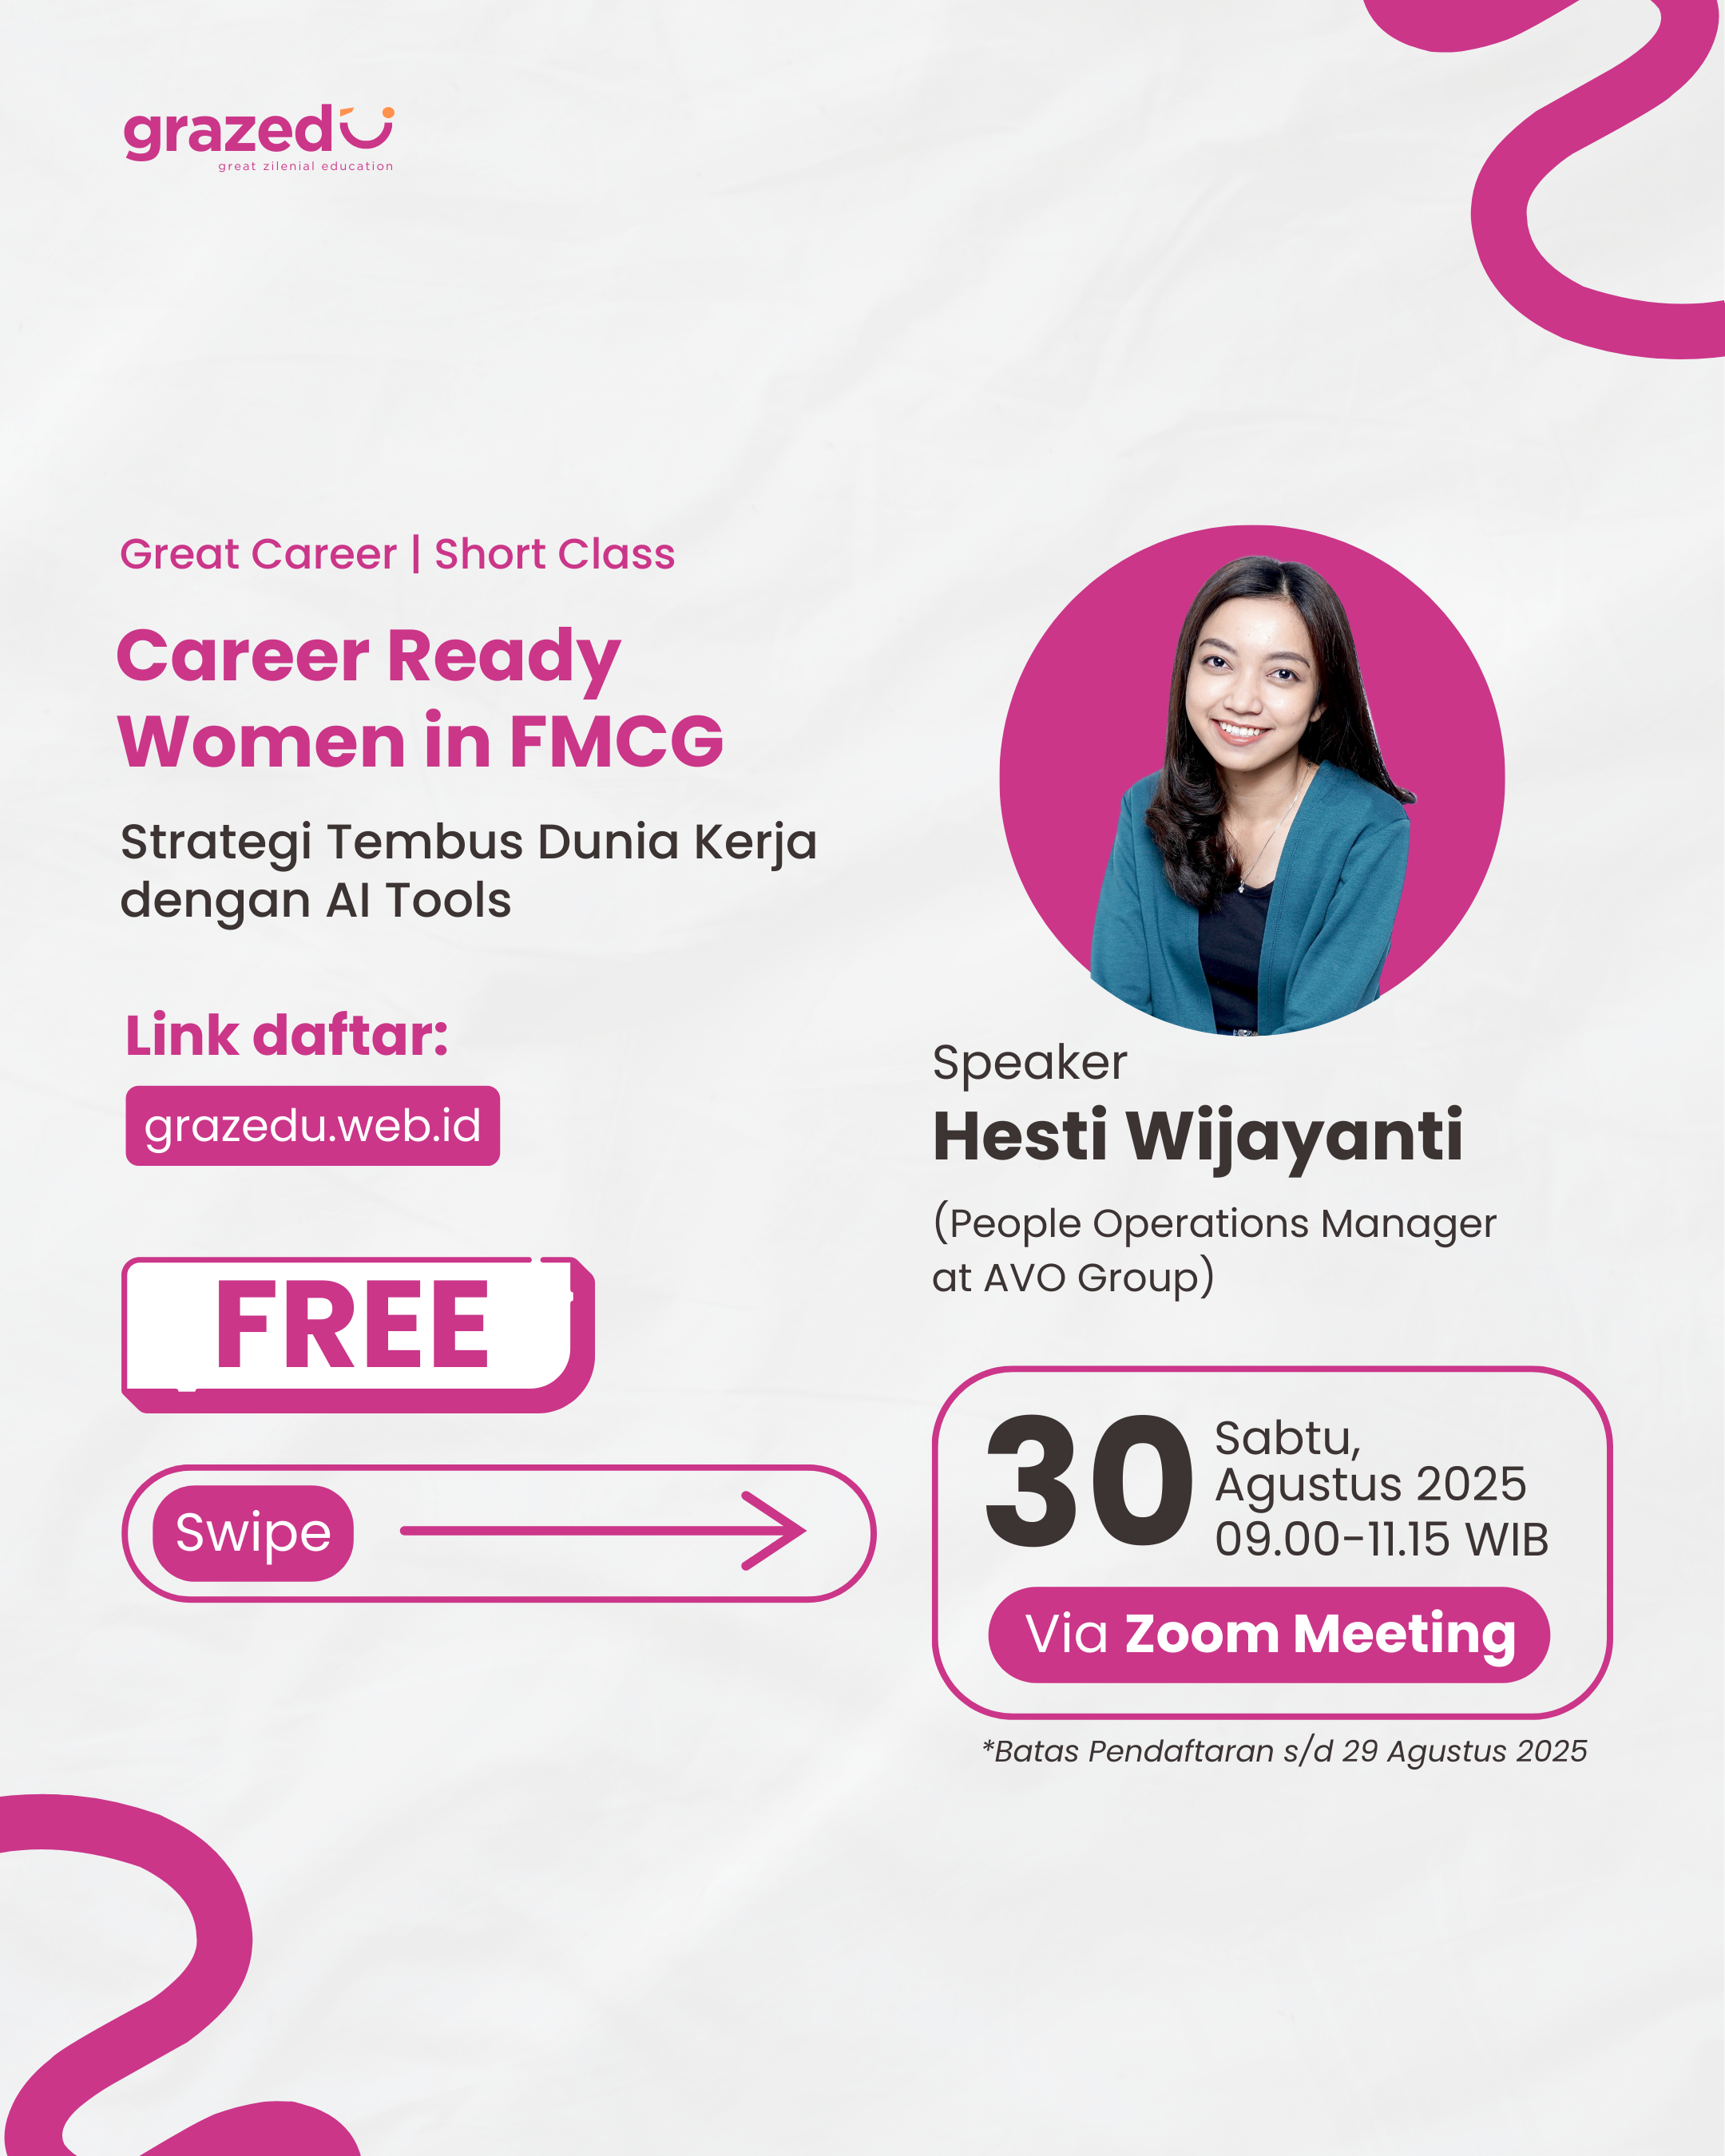 grazedu
great zilenial education
Great Career | Short Class
Career Ready
Women in FMCG
Strategi Tembus Dunia Kerja
dengan AI Tools
Link daftar:
grazedu.web.id
FREE
Swipe
Speaker
Hesti Wijayanti
(People Operations Manager
at AVO Group)
30
Sabtu,
Agustus 2025
09.00-11.15 WIB
Via Zoom Meeting
*Batas Pendaftaran s/d 29 Agustus 2025